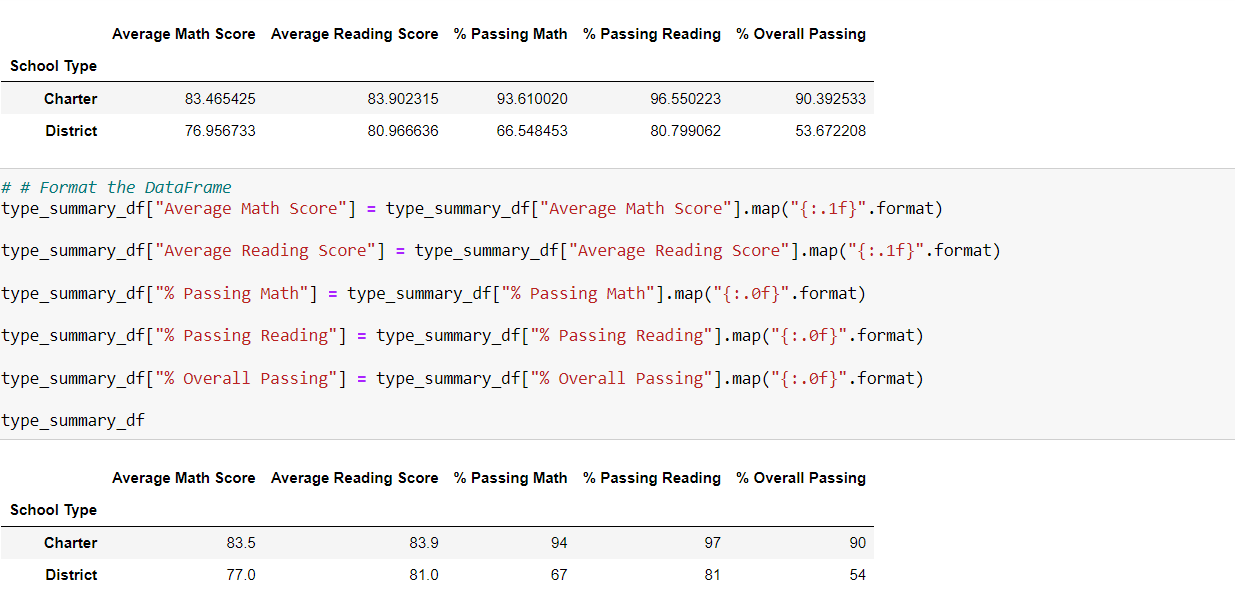 Average Math Score Average Reading Score % Passing Math % Passing Reading % Overall Passing
School Type
Charter 83.465425 83.902315 93.610020 96.550223 90.392533
District 76.956733 80.966636 66.548453 80.799062 53.672208
# # Format the DataFrame
type_summary_df["Average Math Score"] = type_summary_df["Average Math Score"].map("{:.1f}".format)
type_summary_df["Average Reading Score"] = type_summary_df["Average Reading Score"].map("{:.1f}".format)
type_summary_df["% Passing Math"] = type_summary_df["% Passing Math"].map("{:.0f}".format)
type_summary_df["% Passing Reading"] = type_summary_df["% Passing Reading"].map("{:.0f}".format)
type_summary_df["% Overall Passing"] = type_summary_df["% Overall Passing"].map("{:.0f}".format)
type_summary_df
Average Math Score Average Reading Score % Passing Math % Passing Reading % Overall Passing
School Type
Charter 83.5 83.9 94 97 90
District 77.0 81.0 67 81 54